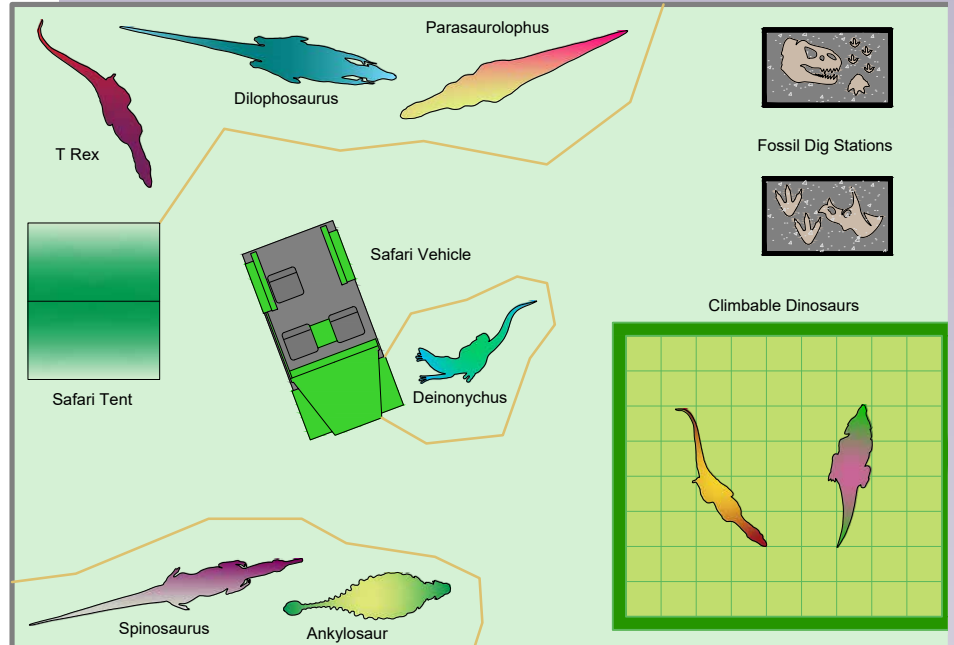 Parasaurolophus
Dilophosaurus
T Rex
Fossil Dig Stations
Safari Vehicle
Climbable Dinosaurs
Safari Tent
Deinonychus
Spinosaurus
Ankylosaur